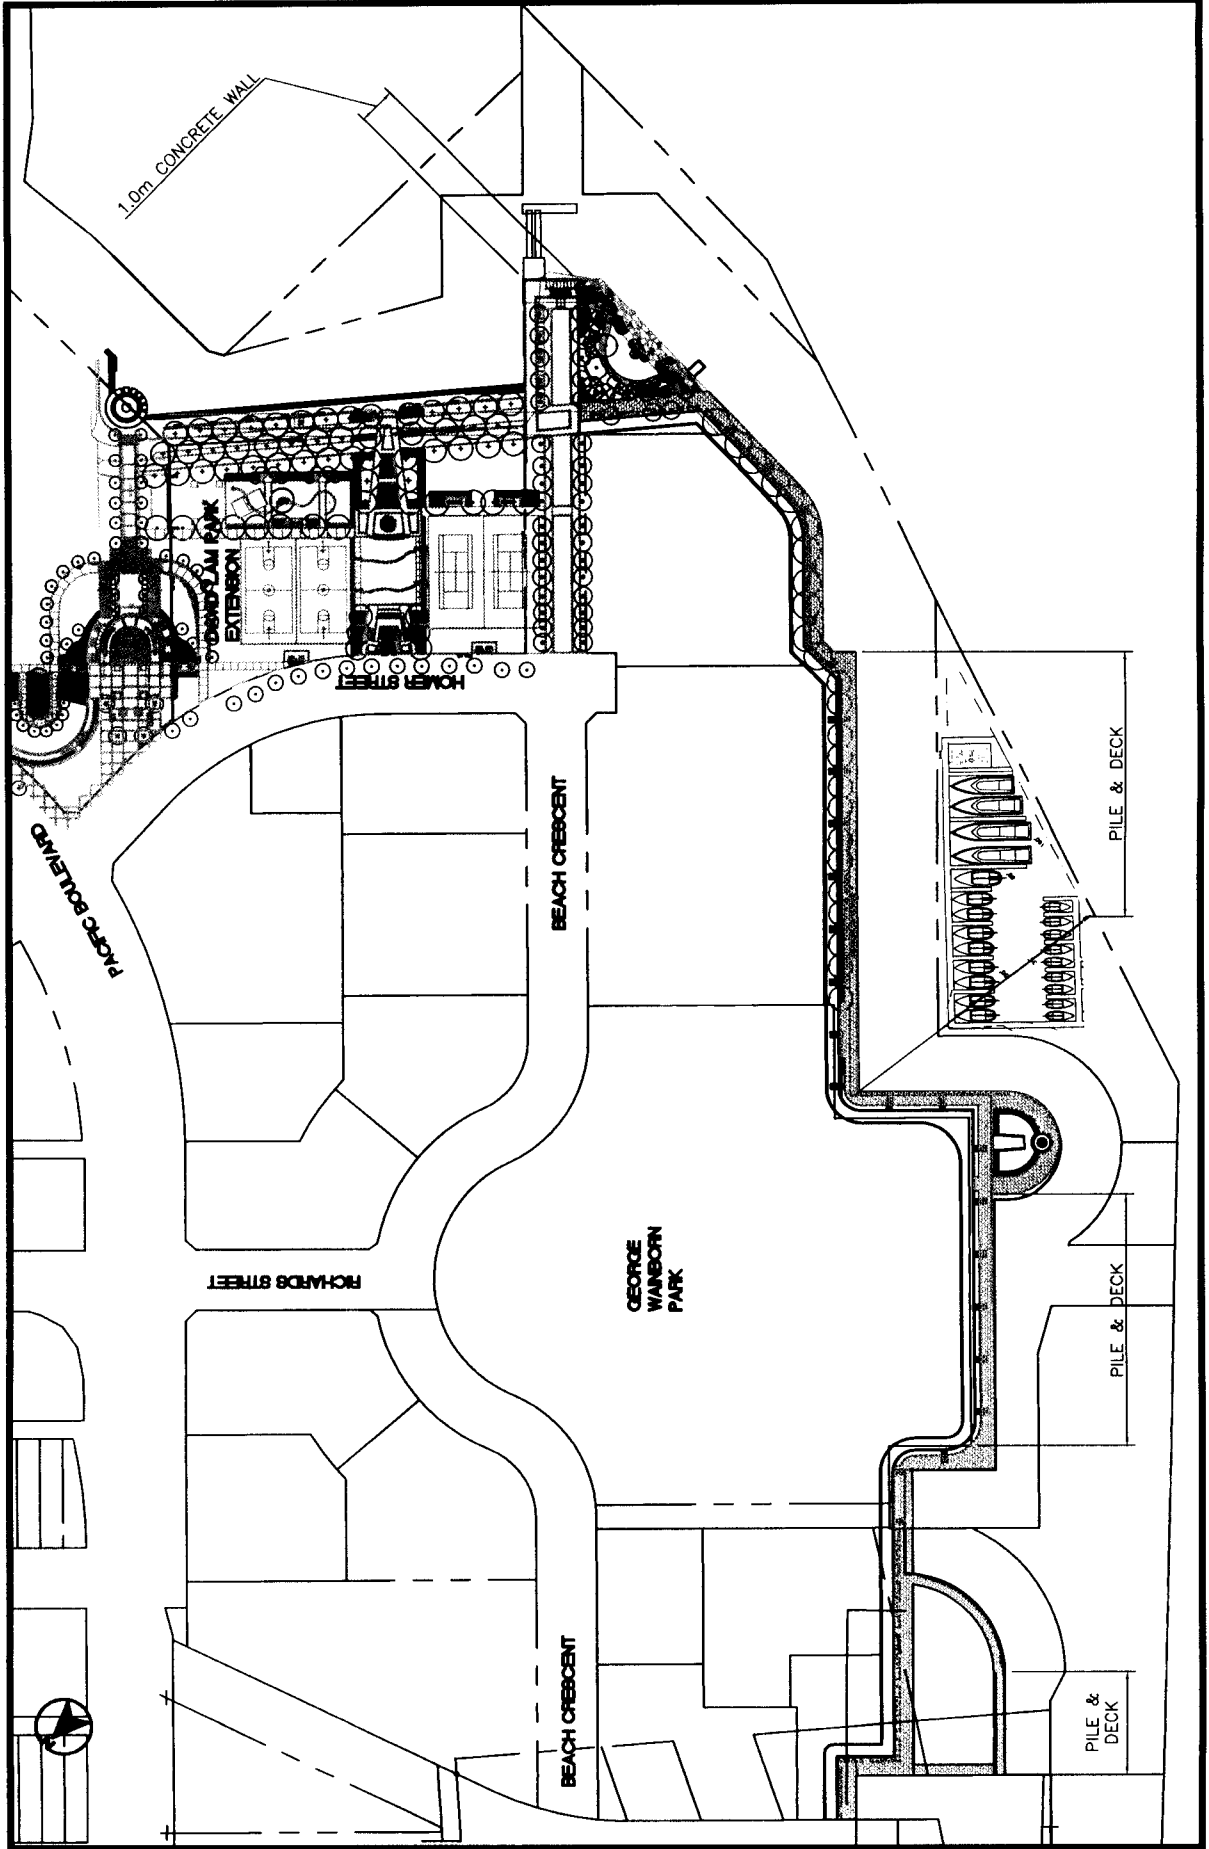 1.0m CONCRETE WALL
DAVID LAM PARK
EXTENSION
HOMER STREET
PACIFIC BOULEVARD
BEACH CRESCENT
PILE & DECK
RICHARDS STREET
GEORGE
WAINBORN
PARK
PILE & DECK
BEACH CRESCENT
PILE &
DECK